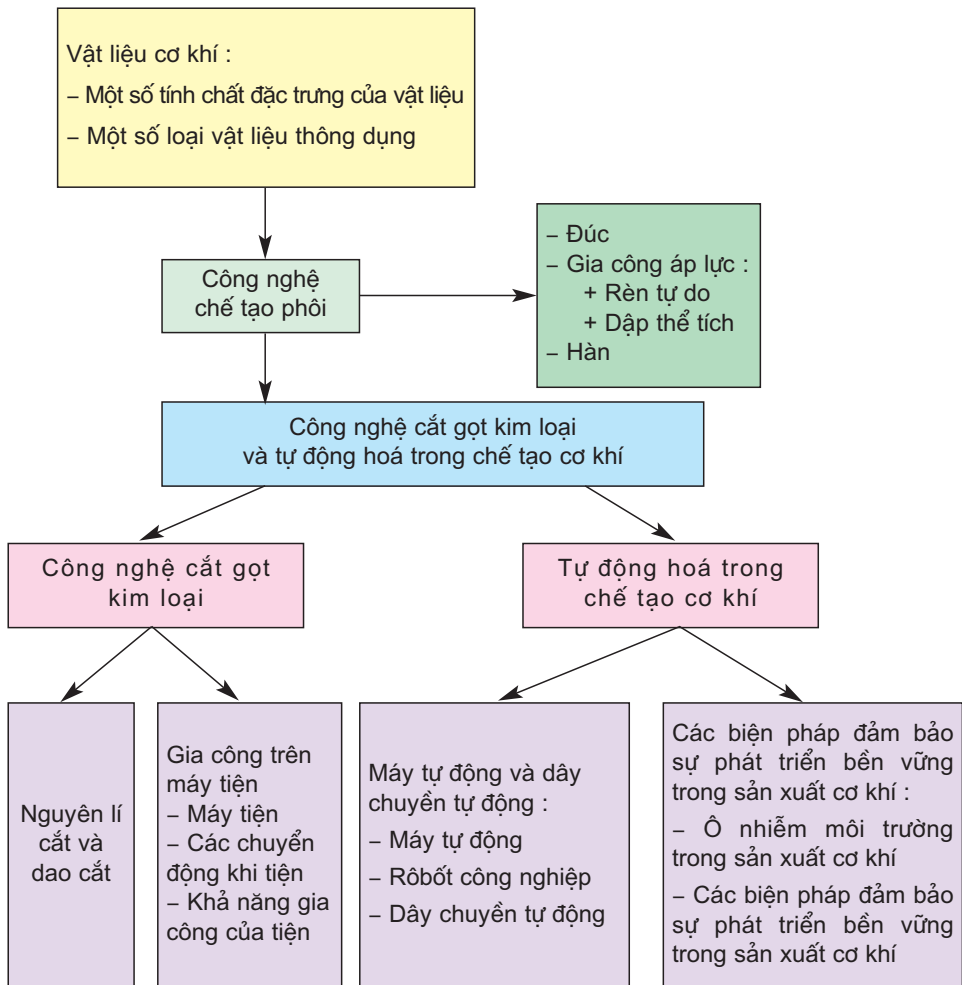 Vật liệu cơ khí :
– Một số tính chất đặc trưng của vật liệu
– Một số loại vật liệu thông dụng
Công nghệ
chế tạo phôi
– Đúc
– Gia công áp lực :
+ Rèn tự do
+ Dập thể tích
– Hàn
Công nghệ cắt gọt kim loại
và tự động hoá trong chế tạo cơ khí
Công nghệ cắt gọt
kim loại
Tự động hoá trong
chế tạo cơ khí
Nguyên lí
cắt và
dao cắt
Gia công trên
máy tiện
– Máy tiện
– Các chuyển
động khi tiện
– Khả năng gia
công của tiện
Máy tự động và dây
chuyền tự động :
– Máy tự động
– Rôbốt công nghiệp
– Dây chuyền tự động
Các biện pháp đảm bảo
sự phát triển bền vững
trong sản xuất cơ khí :
– Ô nhiễm môi trường
trong sản xuất cơ khí
– Các biện pháp đảm bảo
sự phát triển bền vững
trong sản xuất cơ khí